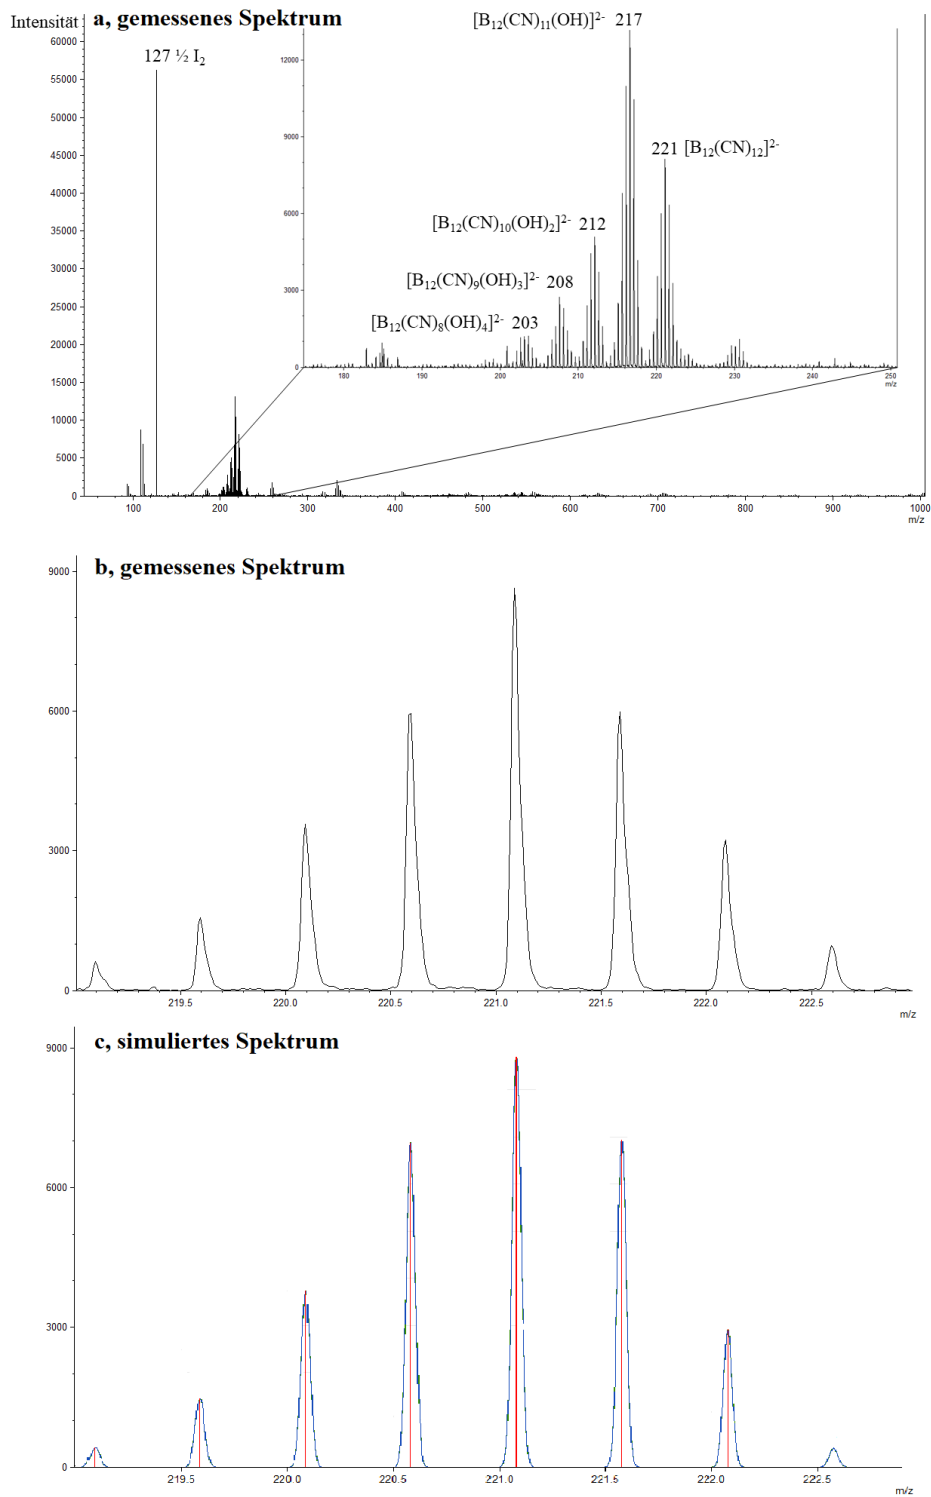 Intensität
a, gemessenes Spektrum
[B₁₂(CN)₁₁(OH)]²⁻ 217
127 ½ I₂
221 [B₁₂(CN)₁₂]²⁻
[B₁₂(CN)₁₀(OH)₂]²⁻ 212
[B₁₂(CN)₉(OH)₃]²⁻ 208
[B₁₂(CN)₈(OH)₄]²⁻ 203
12000
9000
6000
3000
0
180 190 200 210 220 230 240 250
m/z
60000
55000
50000
45000
40000
35000
30000
25000
20000
15000
10000
5000
0
100 200 300 400 500 600 700 800 900 1000
m/z
b, gemessenes Spektrum
9000
6000
3000
0
219.5 220.0 220.5 221.0 221.5 222.0 222.5
m/z
c, simuliertes Spektrum
9000
6000
3000
0
219.5 220.0 220.5 221.0 221.5 222.0 222.5
m/z